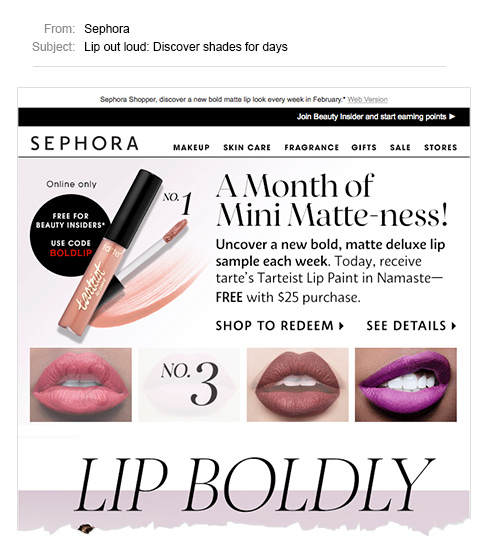 From: Sephora
Subject: Lip out loud: Discover shades for days
Sephora Shopper, discover a new bold matte lip look every week in February.* Web Version
Join Beauty Insider and start earning points ▶
SEPHORA
MAKEUP SKIN CARE FRAGRANCE GIFTS SALE STORES
Online only
FREE FOR
BEAUTY INSIDERS*
USE CODE
BOLDLIP
tarteist
NO. 1
A Month of
Mini Matte-ness!
Uncover a new bold, matte deluxe lip
sample each week. Today, receive
tarte's Tarteist Lip Paint in Namaste—
FREE with $25 purchase.
SHOP TO REDEEM ▶ SEE DETAILS ▶
NO. 3
LIP BOLDLY